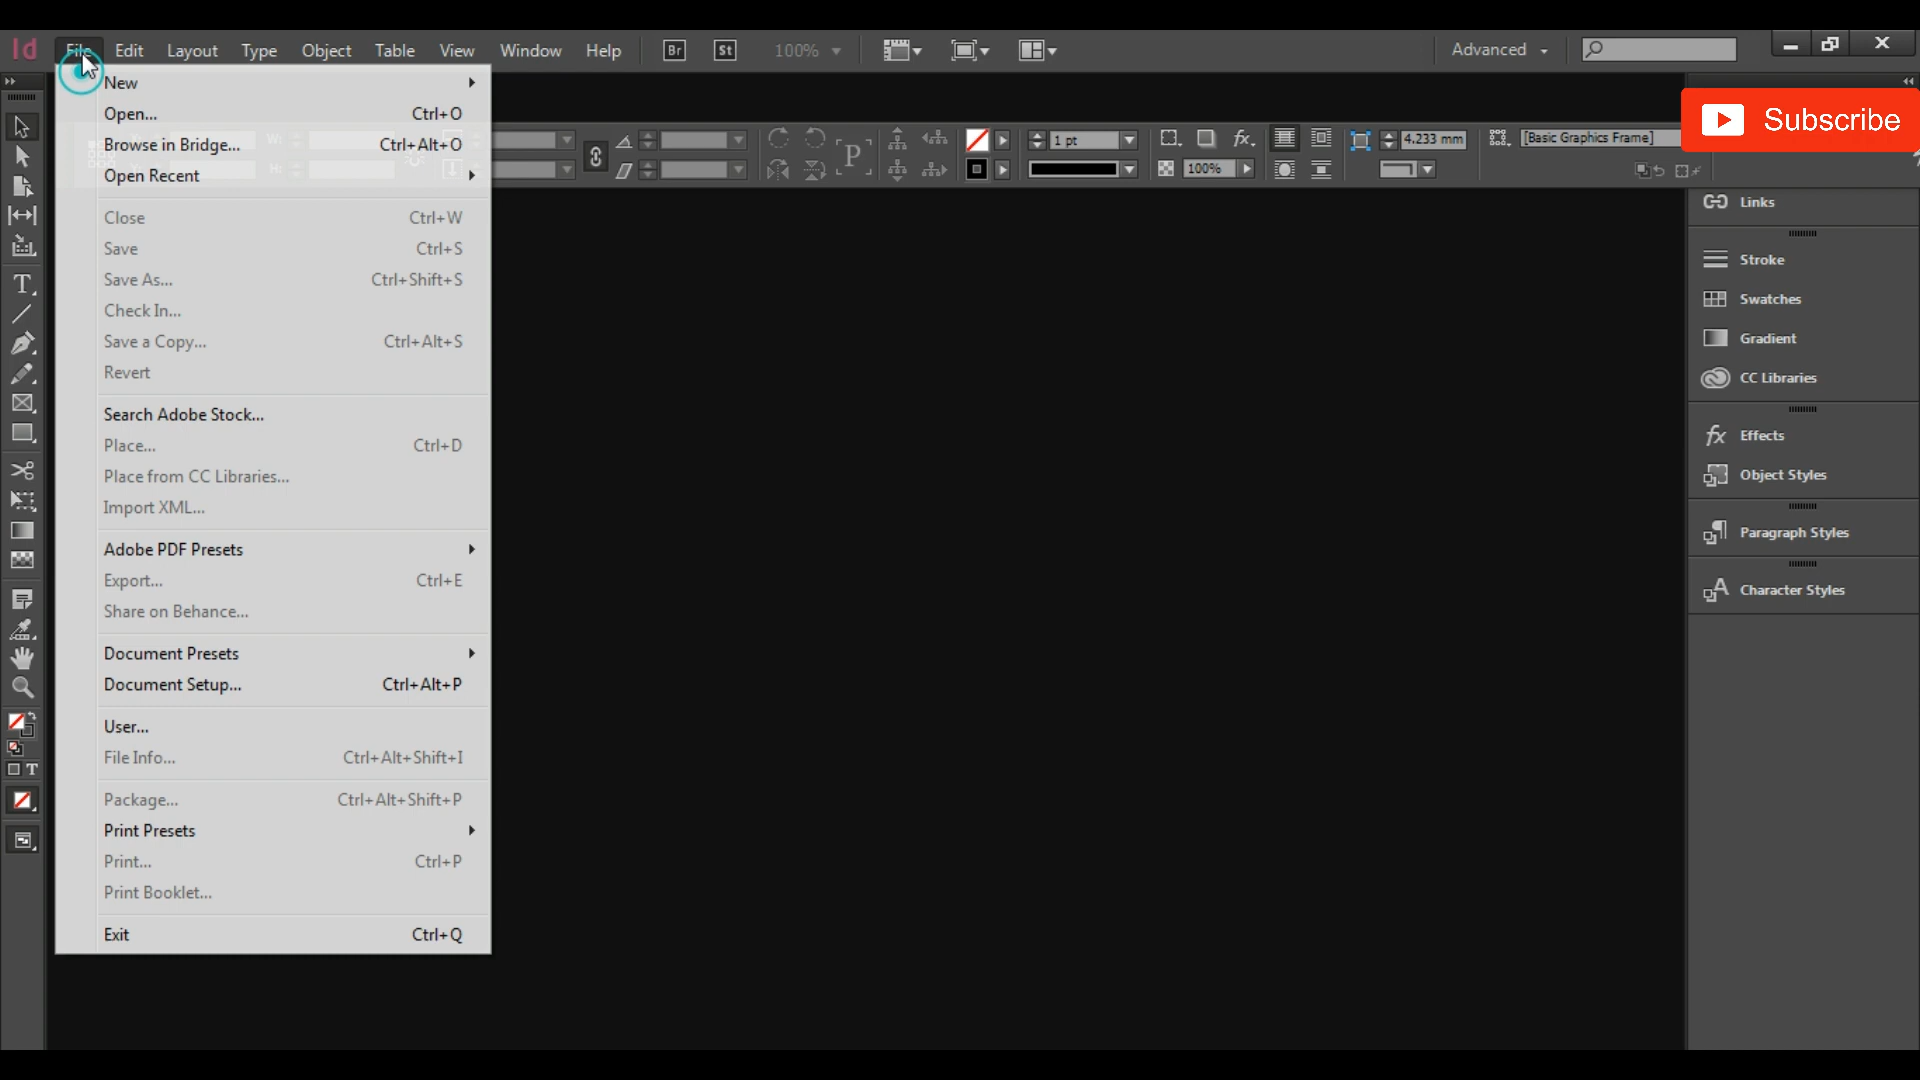 Id File Edit Layout Type Object Table View Window Help Br St 100% Advanced
New
Open... Ctrl+O
Browse in Bridge... Ctrl+Alt+O
Open Recent
Close Ctrl+W
Save Ctrl+S
Save As... Ctrl+Shift+S
Check In...
Save a Copy... Ctrl+Alt+S
Revert
Search Adobe Stock...
Place... Ctrl+D
Place from CC Libraries...
Import XML...
Adobe PDF Presets
Export... Ctrl+E
Share on Behance...
Document Presets
Document Setup... Ctrl+Alt+P
User...
File Info... Ctrl+Alt+Shift+I
Package... Ctrl+Alt+Shift+P
Print Presets
Print... Ctrl+P
Print Booklet...
Exit Ctrl+Q
P 1 pt fx. 4.233 mm [Basic Graphics Frame]
100%
Subscribe
Links
Stroke
Swatches
Gradient
CC Libraries
fx Effects
Object Styles
Paragraph Styles
A Character Styles
T
T